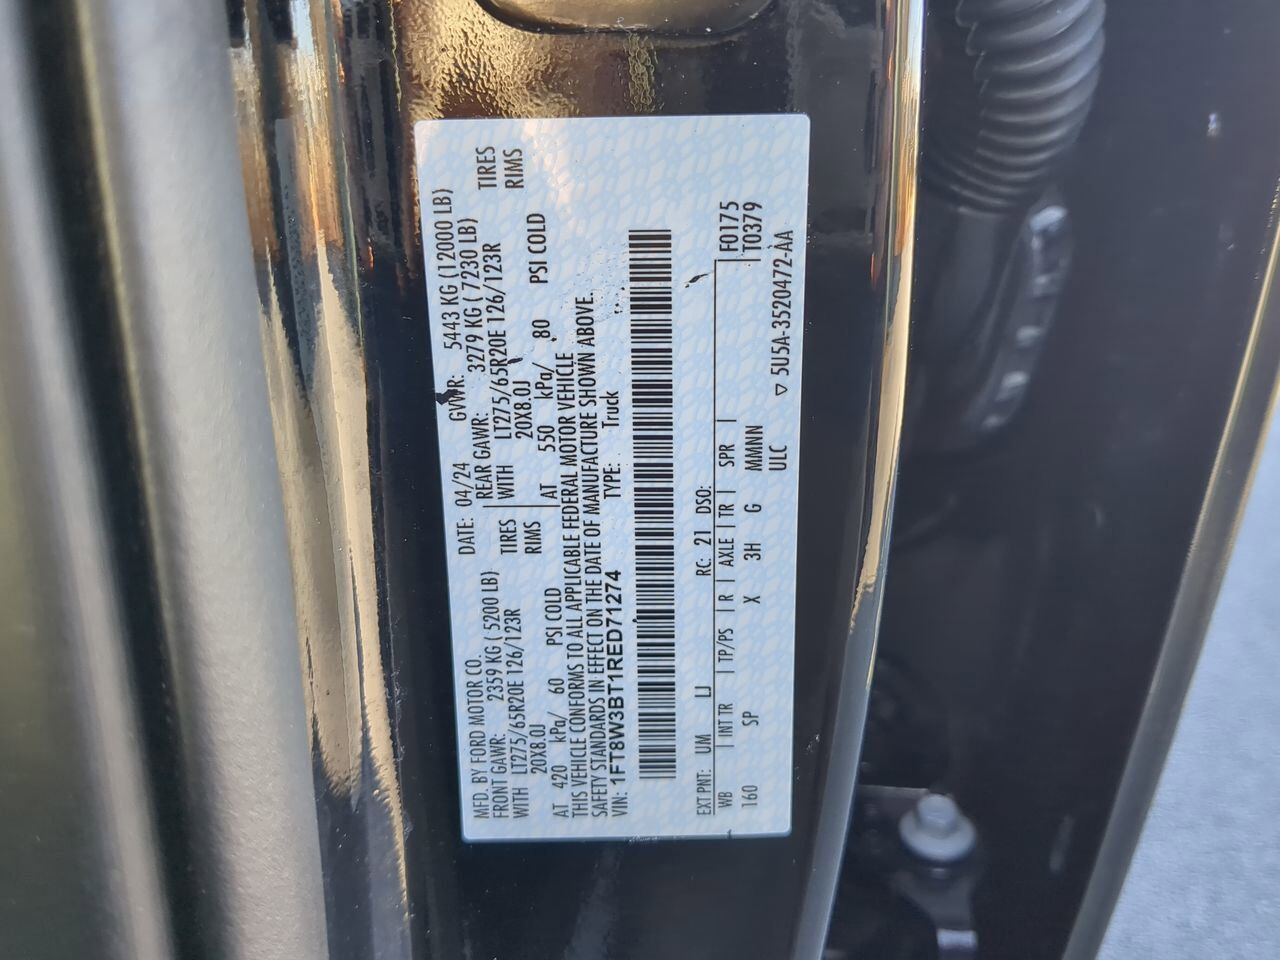 MFD. BY FORD MOTOR CO.
DATE: 04/24 GVWR: 5443 KG (12000 LB)
FRONT GAWR: 2359 KG ( 5200 LB)
REAR GAWR: 3279 KG ( 7230 LB)
WITH LT275/65R20E 126/123R TIRES
WITH LT275/65R20E 126/123R TIRES
20X8.0J RIMS
20X8.0J RIMS
AT 420 kPa/ 60 PSI COLD
AT 550 kPa/ 80 PSI COLD
THIS VEHICLE CONFORMS TO ALL APPLICABLE FEDERAL MOTOR VEHICLE
SAFETY STANDARDS IN EFFECT ON THE DATE OF MANUFACTURE SHOWN ABOVE.
VIN: 1FT8W3BT1RED71274 TYPE: Truck
EXT PNT: UM LJ RC: 21 DSO: F0175
WB | INT TR | TP/PS | R | AXLE | TR | SPR | T0379
160 SP X 3H G MMNNN
ULC
▽ 5U5A-3520472-AA